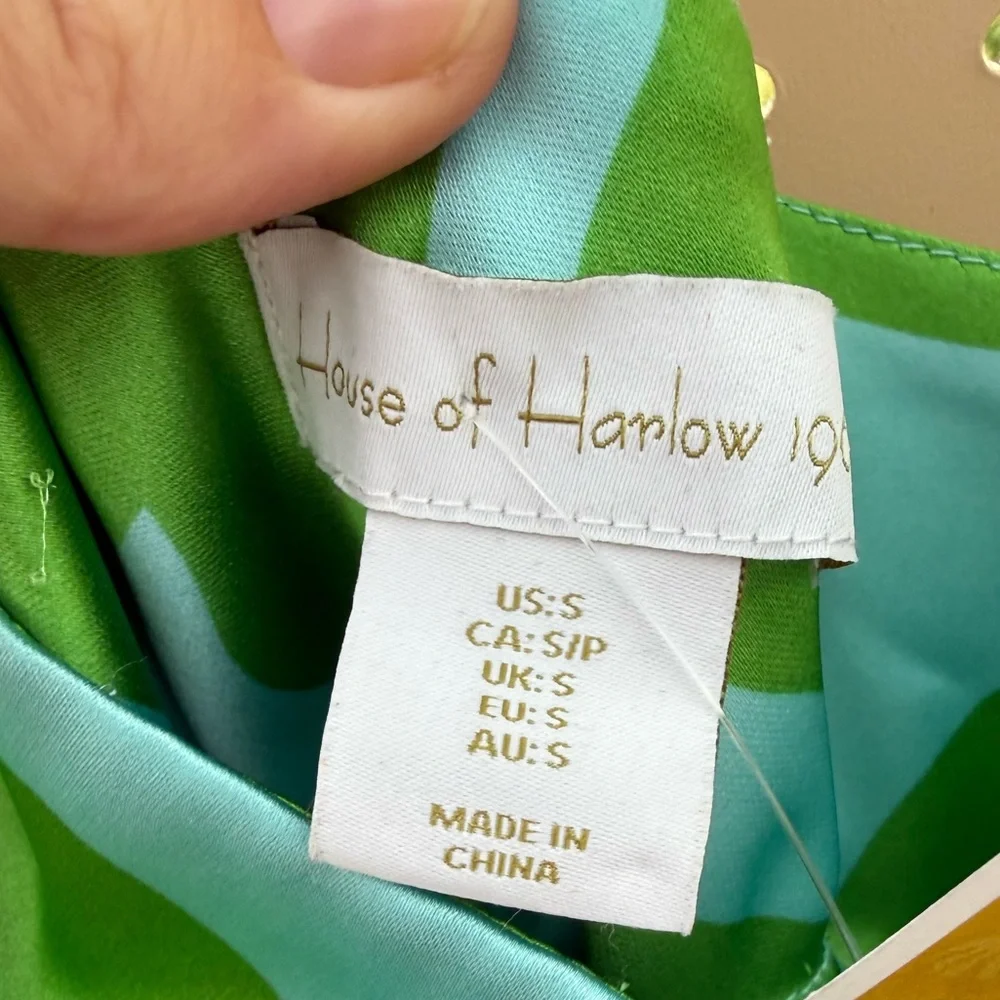 House of Harlow 19
US: S
CA: S/P
UK: S
EU: S
AU: S
MADE IN
CHINA